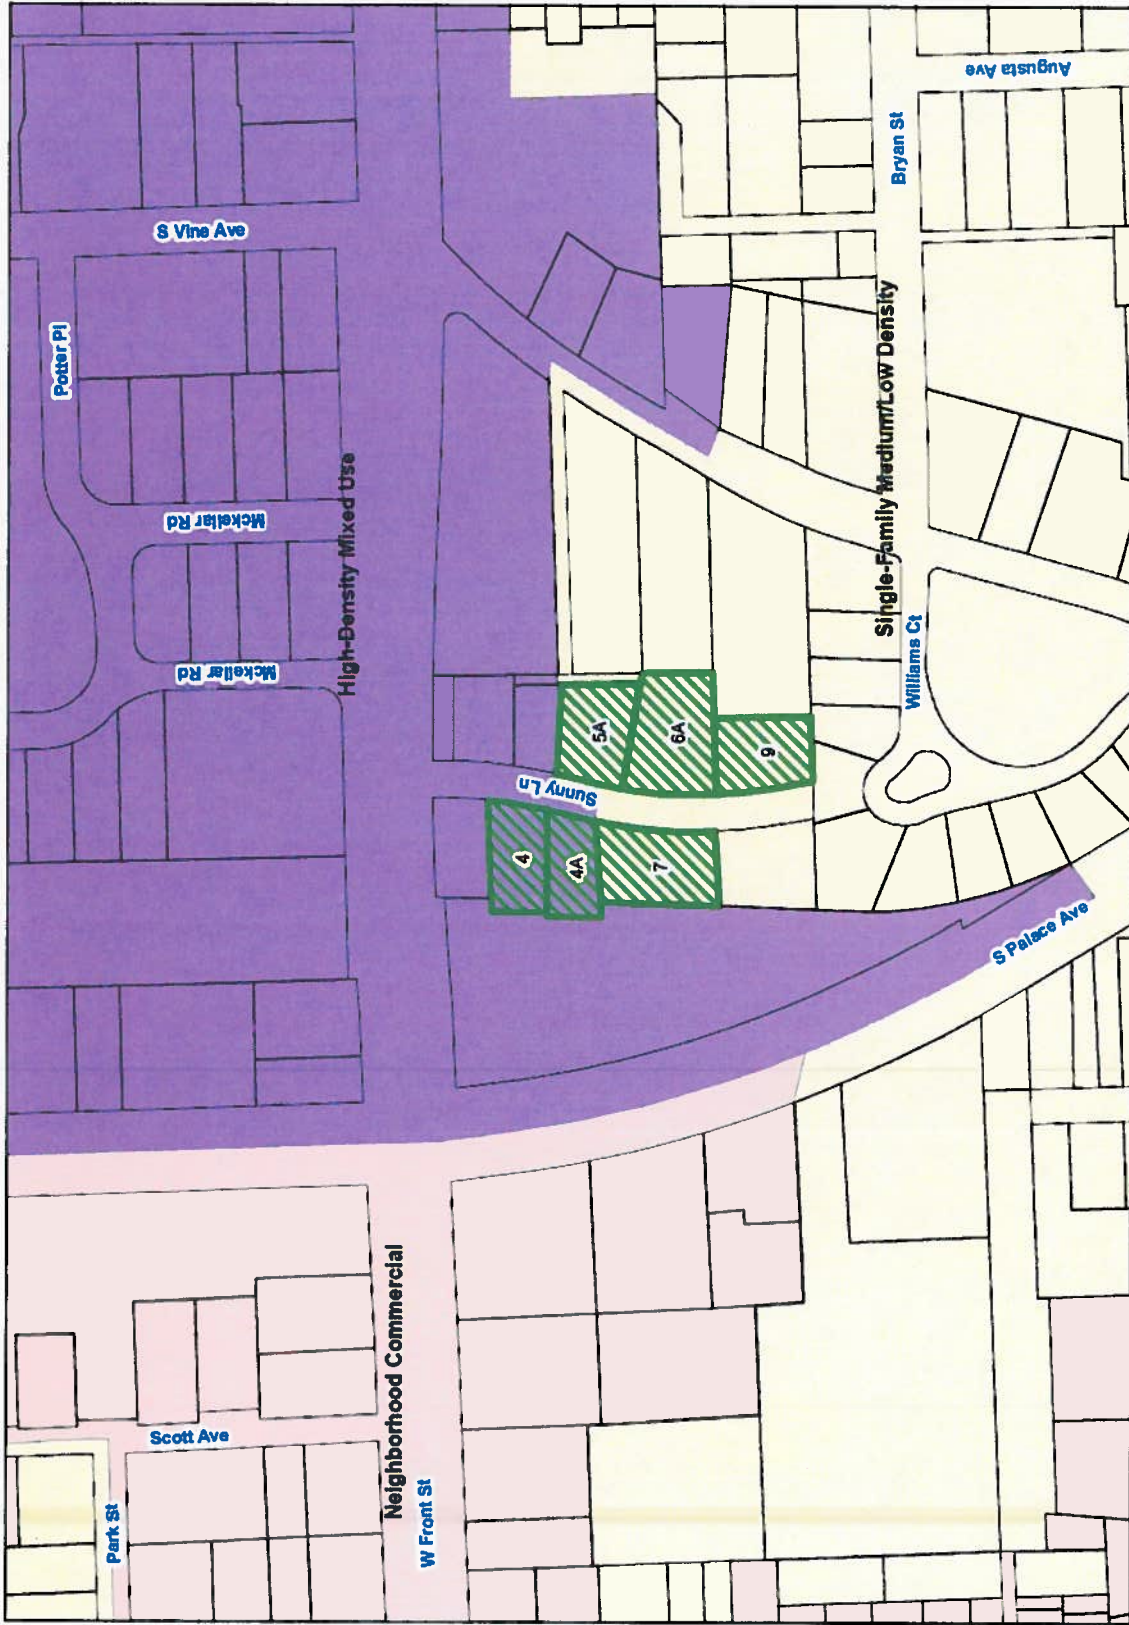 Augusta Ave
Bryan St
S Vine Ave
Potter Pl
Mckellar Rd
Mckellar Rd
High-Density Mixed Use
Single-Family Medium/Low Density
Williams Ct
Sunny Ln
5A
6A
9
4
4A
7
S Palace Ave
Neighborhood Commercial
W Front St
Scott Ave
Park St